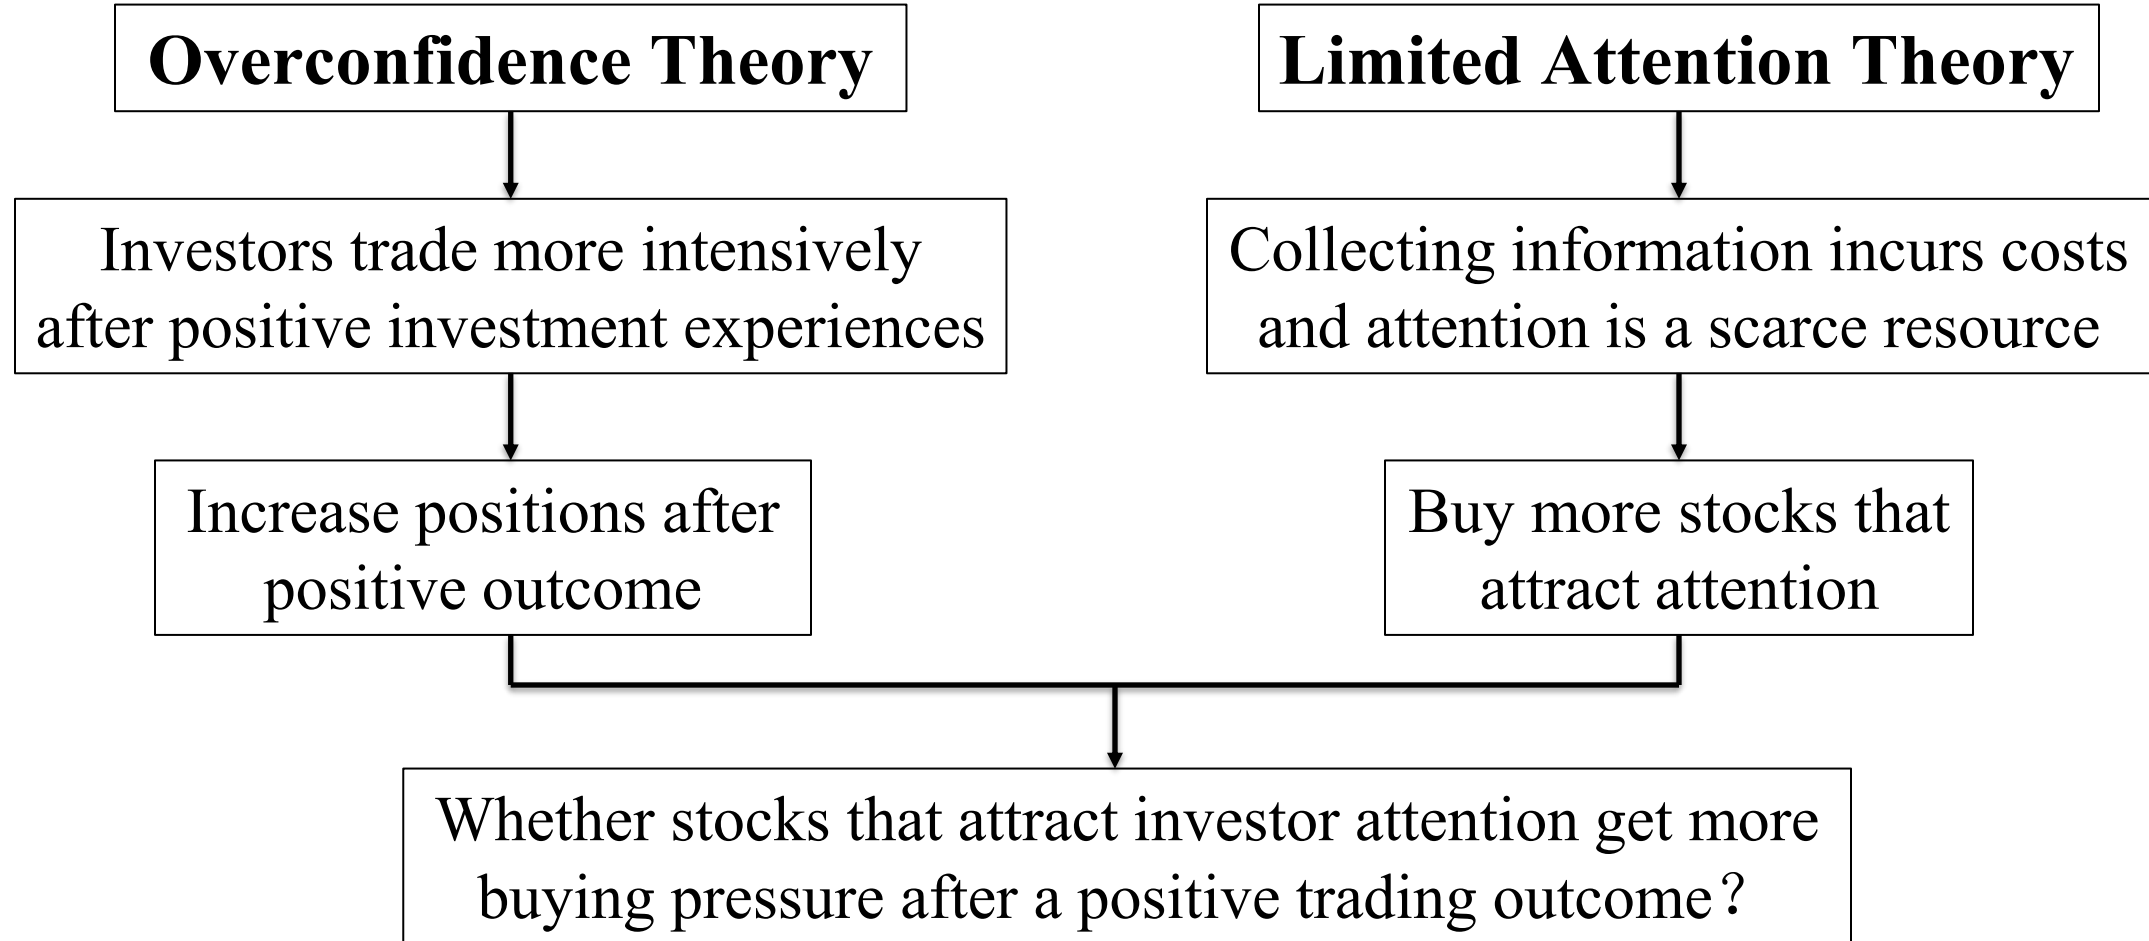 Overconfidence Theory
Investors trade more intensively
after positive investment experiences
Increase positions after
positive outcome
Limited Attention Theory
Collecting information incurs costs
and attention is a scarce resource
Buy more stocks that
attract attention
Whether stocks that attract investor attention get more
buying pressure after a positive trading outcome？